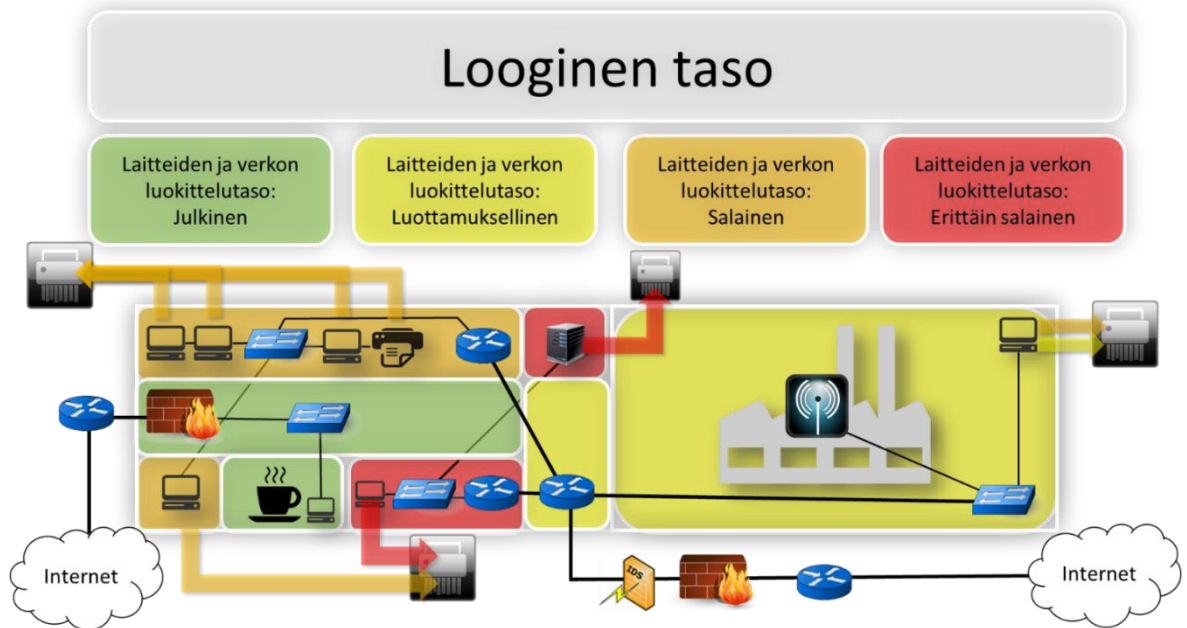 Looginen taso
Laitteiden ja verkon
luokittelutaso:
Julkinen
Laitteiden ja verkon
luokittelutaso:
Luottamuksellinen
Laitteiden ja verkon
luokittelutaso:
Salainen
Laitteiden ja verkon
luokittelutaso:
Erittäin salainen
Internet
IDS
Internet